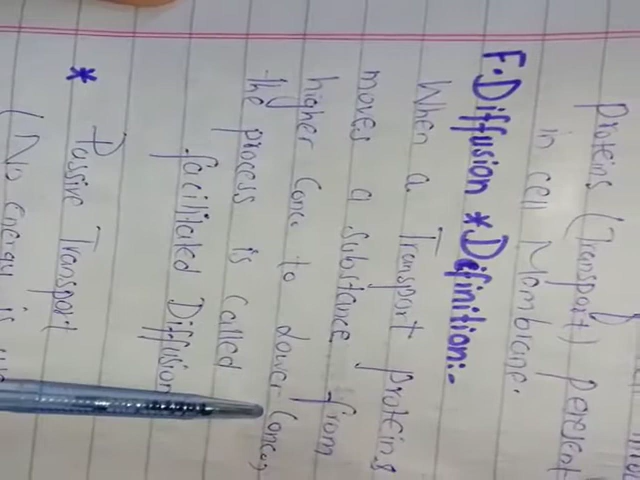 Proteins (Transport) peresent
in cell Membrane.
F.Diffusion *Definition:-
When a Transport proteins
moves a substance from
higher Conc to Lower Conc,
the process is called
facilitated Diffusion
* Passive Transport
(No energy is